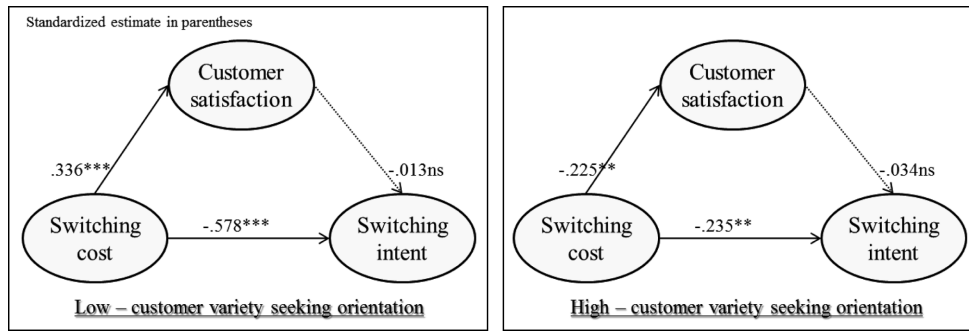 Standardized estimate in parentheses
Customer
satisfaction
.336***
-.013ns
Switching
cost
-.578***
Switching
intent
Low – customer variety seeking orientation
Customer
satisfaction
-.225**
-.034ns
Switching
cost
-.235**
Switching
intent
High – customer variety seeking orientation